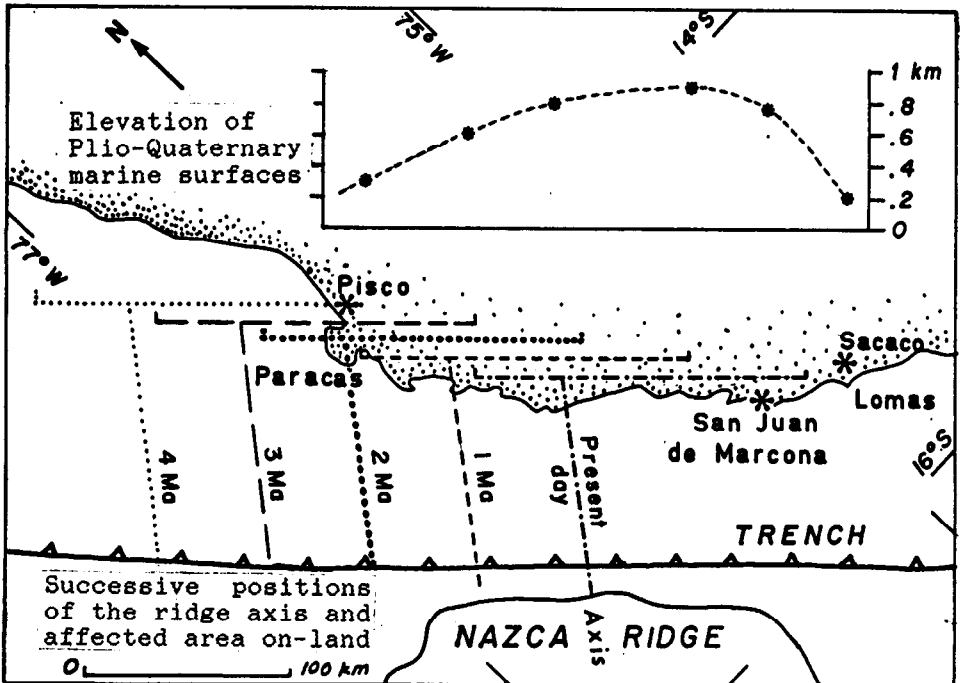 N
75°W
14°S
1 km
.8
.6
.4
.2
0
Elevation of
Plio-Quaternary
marine surfaces
77°W
Pisco
Paracas
Sacaco
Lomas
San Juan
de Marcona
16°S
4 Ma
3 Ma
2 Ma
1 Ma
Present
day
TRENCH
Successive positions
of the ridge axis and
affected area on-land
0 100 km
NAZCA RIDGE
Axis